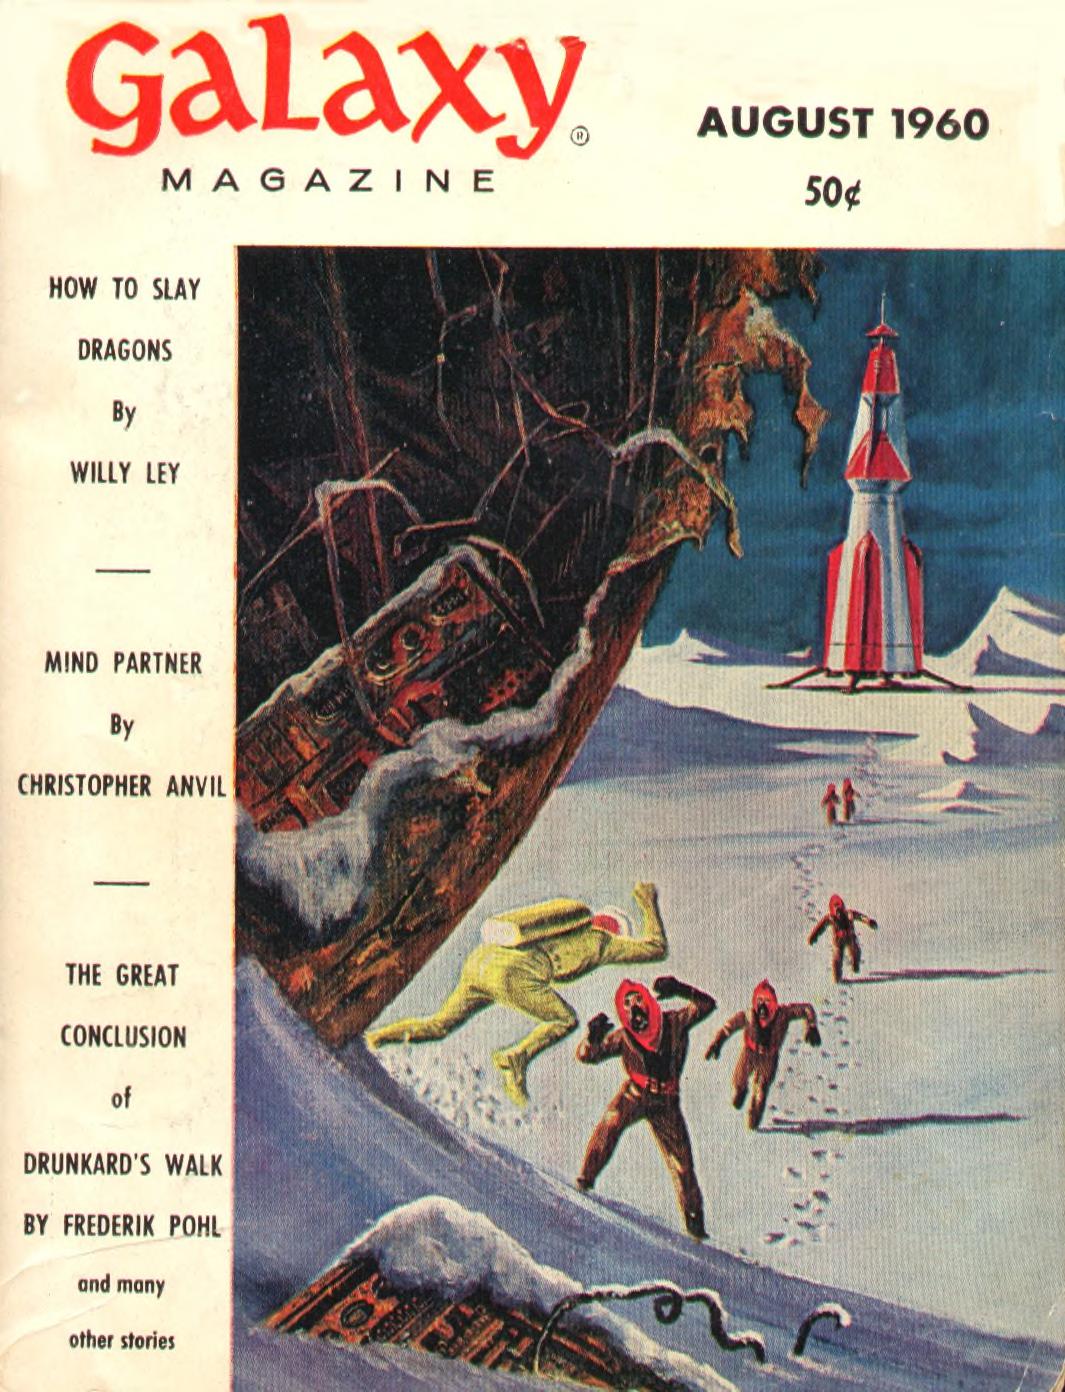 Galaxy®
MAGAZINE
AUGUST 1960
50¢
HOW TO SLAY
DRAGONS
By
WILLY LEY
MIND PARTNER
By
CHRISTOPHER ANVIL
THE GREAT
CONCLUSION
of
DRUNKARD'S WALK
BY FREDERIK POHL
and many
other stories